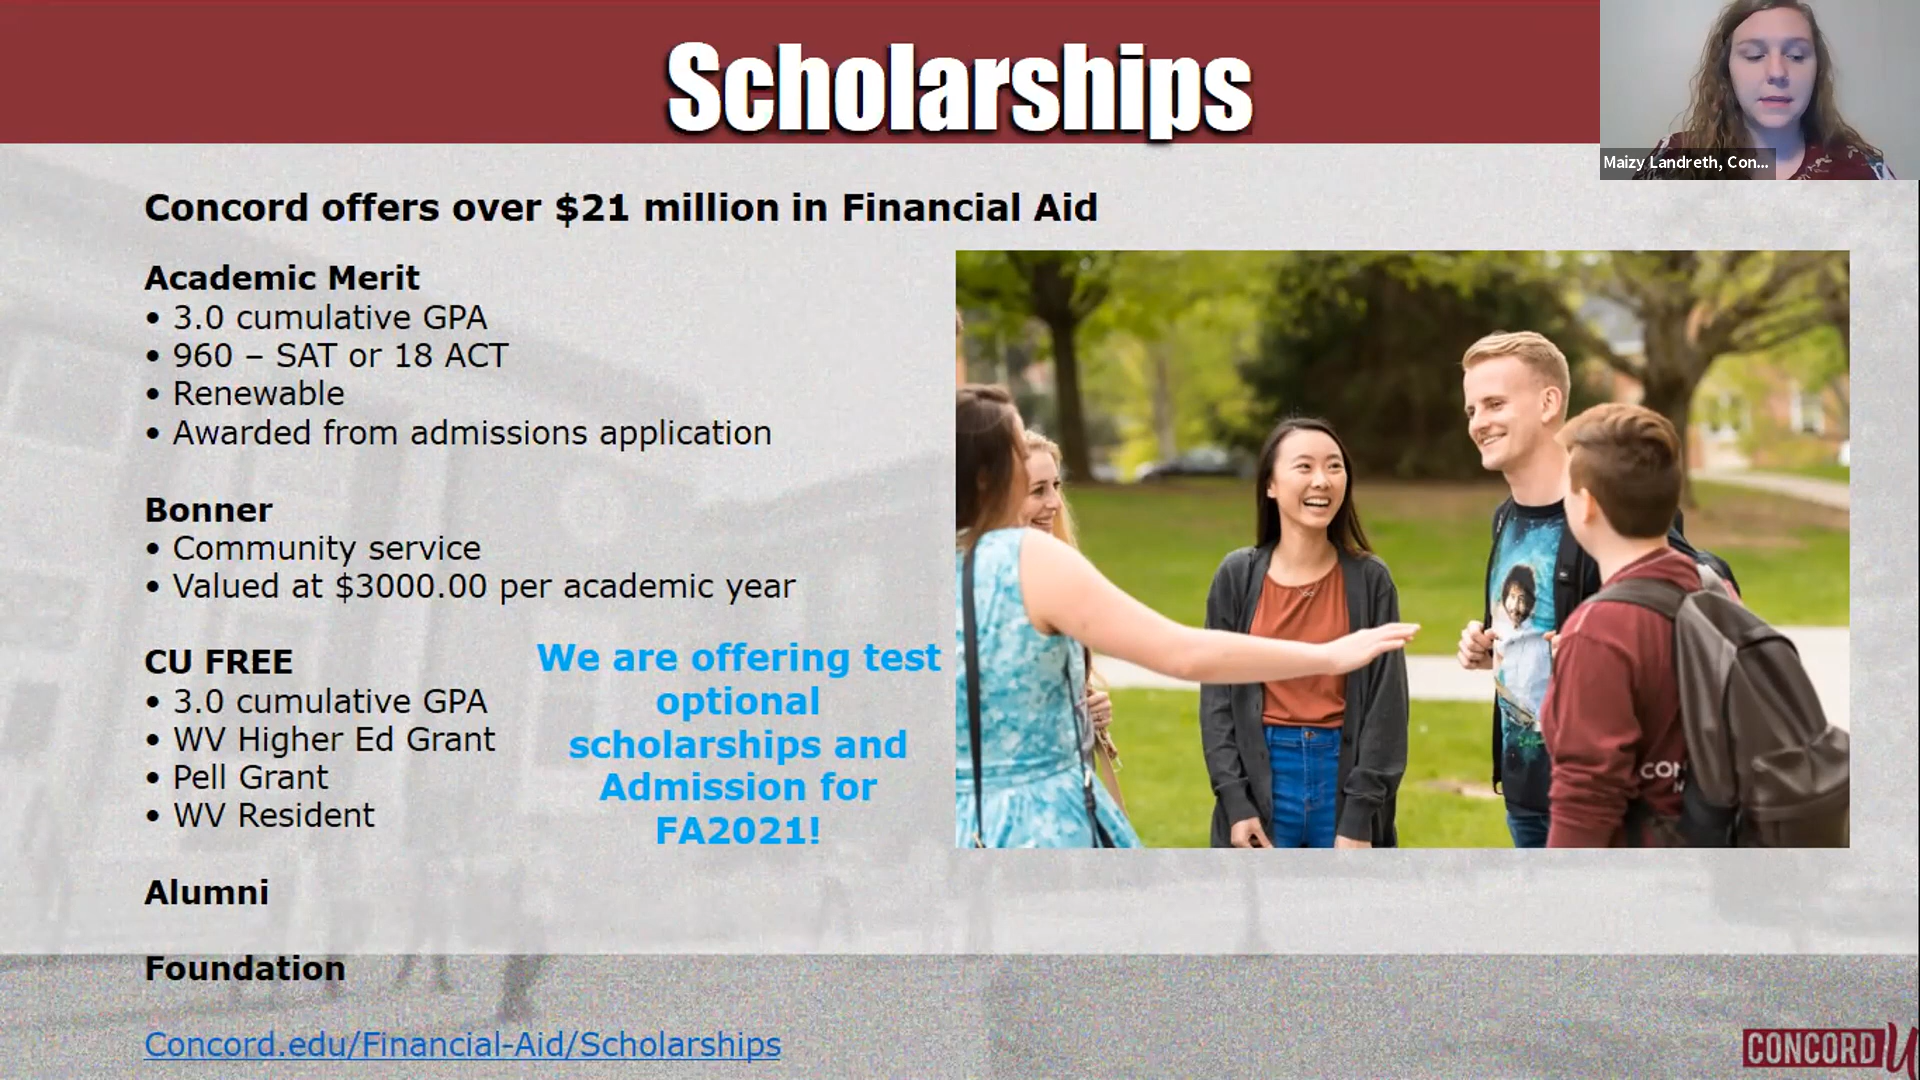 Scholarships
Maizy Landreth, Con...
Concord offers over $21 million in Financial Aid
Academic Merit
• 3.0 cumulative GPA
• 960 – SAT or 18 ACT
• Renewable
• Awarded from admissions application
Bonner
• Community service
• Valued at $3000.00 per academic year
CU FREE
• 3.0 cumulative GPA
• WV Higher Ed Grant
• Pell Grant
• WV Resident
We are offering test
optional
scholarships and
Admission for
FA2021!
Alumni
Foundation
Concord.edu/Financial-Aid/Scholarships
CONCORD U